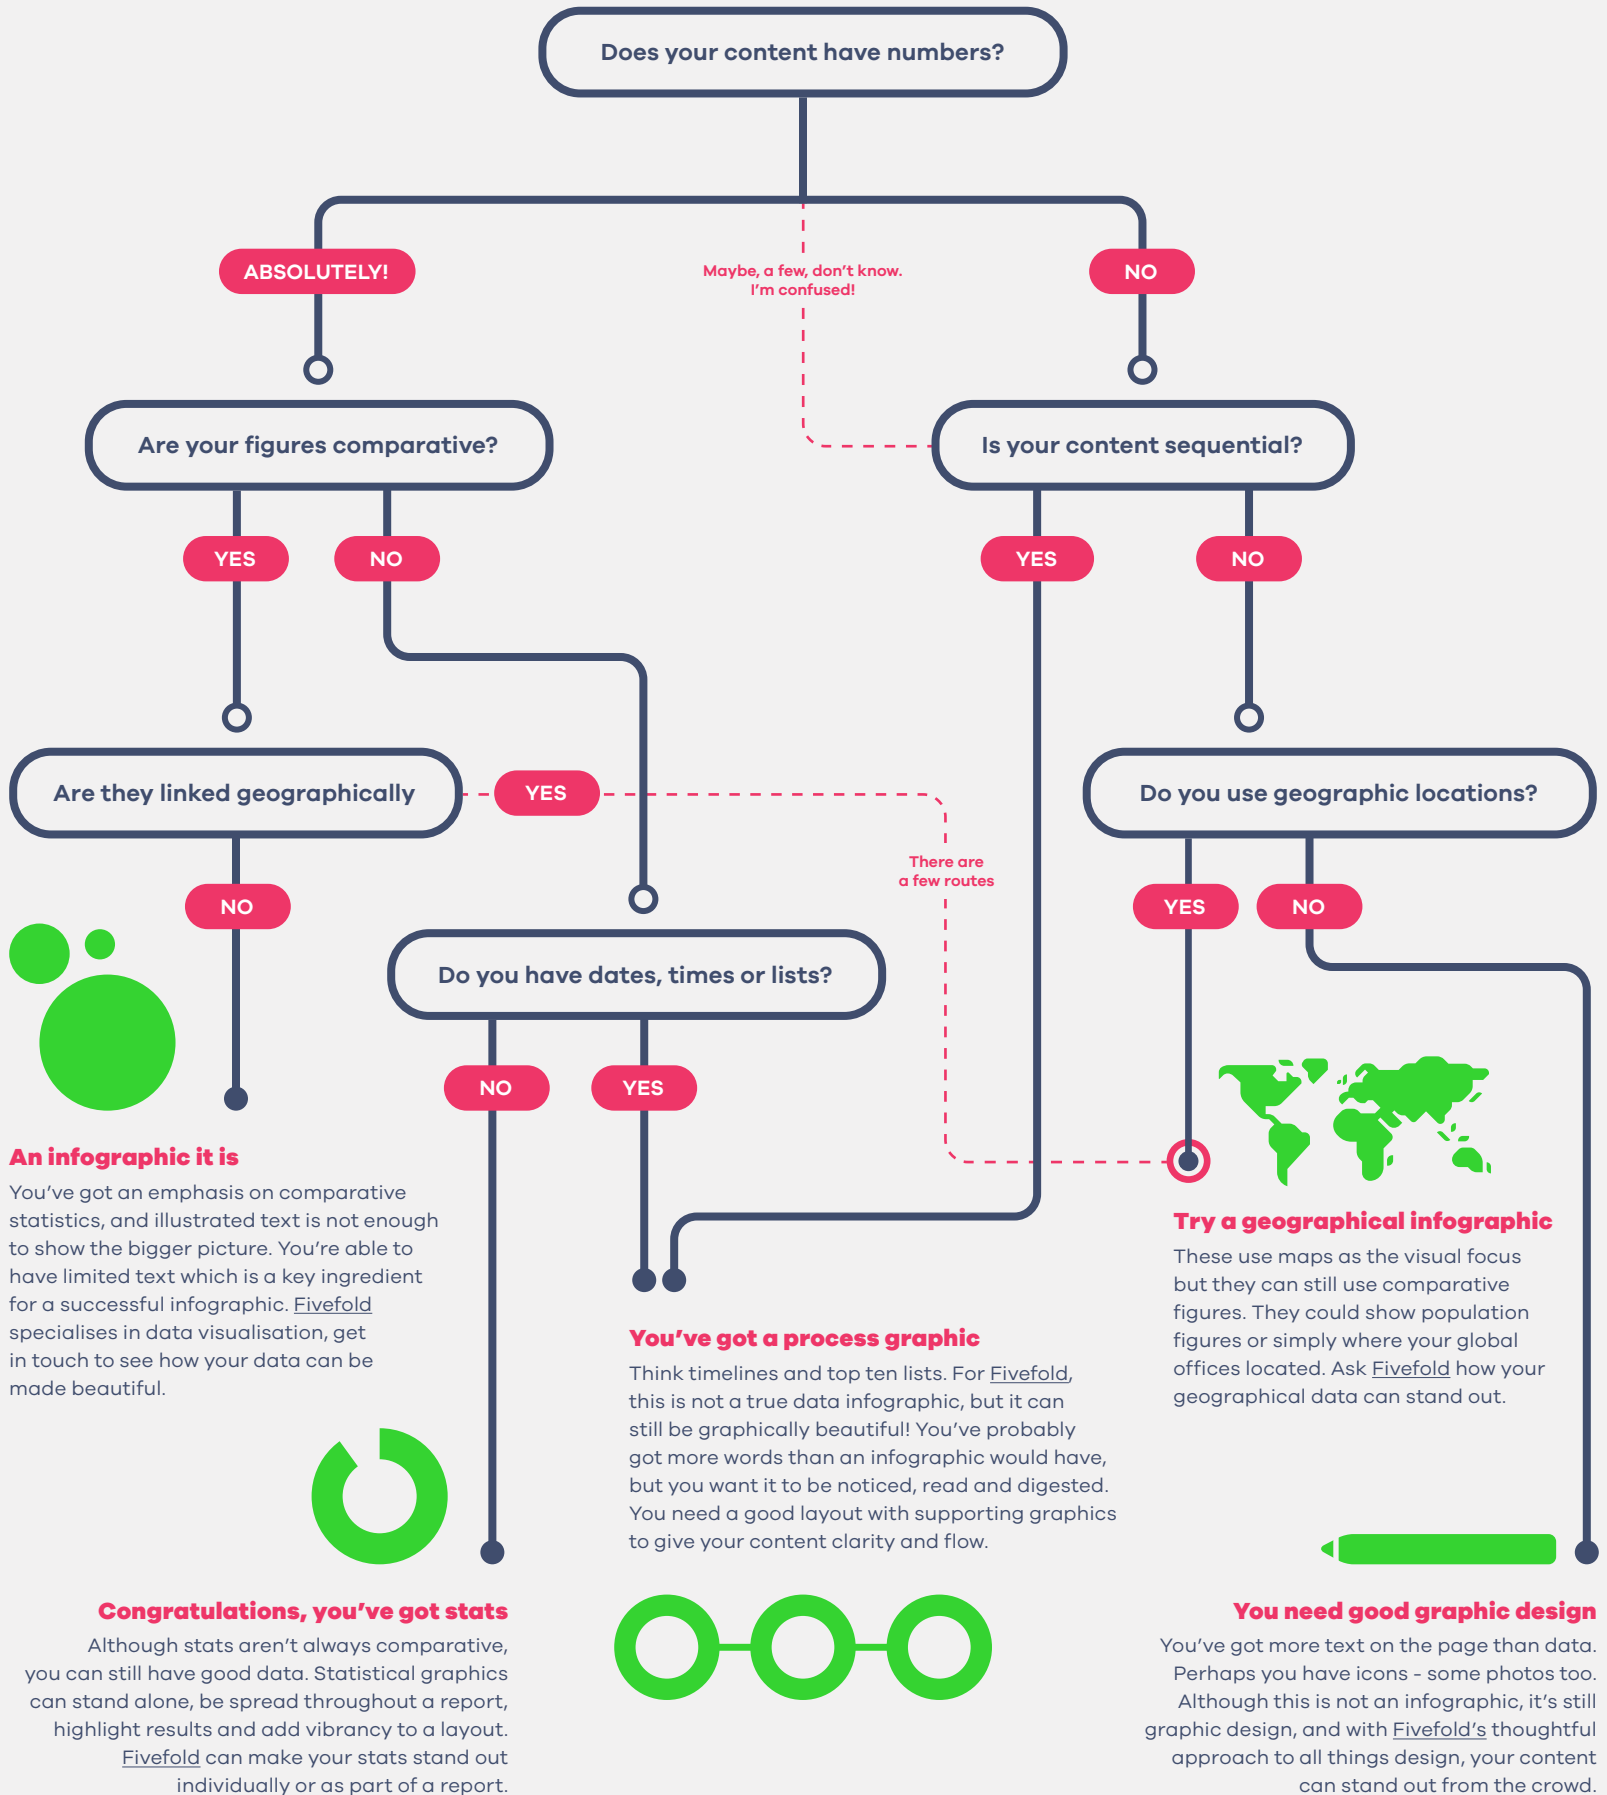 Does your content have numbers?
ABSOLUTELY!
Maybe, a few, don't know.
I'm confused!
NO
Are your figures comparative?
Is your content sequential?
YES
NO
YES
NO
Are they linked geographically
YES
Do you use geographic locations?
There are
a few routes
NO
YES
NO
Do you have dates, times or lists?
NO
YES
An infographic it is
You've got an emphasis on comparative
statistics, and illustrated text is not enough
to show the bigger picture. You're able to
have limited text which is a key ingredient
for a successful infographic. Fivefold
specialises in data visualisation, get
in touch to see how your data can be
made beautiful.
Try a geographical infographic
These use maps as the visual focus
but they can still use comparative
figures. They could show population
figures or simply where your global
offices located. Ask Fivefold how your
geographical data can stand out.
You've got a process graphic
Think timelines and top ten lists. For Fivefold,
this is not a true data infographic, but it can
still be graphically beautiful! You've probably
got more words than an infographic would have,
but you want it to be noticed, read and digested.
You need a good layout with supporting graphics
to give your content clarity and flow.
Congratulations, you've got stats
Although stats aren't always comparative,
you can still have good data. Statistical graphics
can stand alone, be spread throughout a report,
highlight results and add vibrancy to a layout.
Fivefold can make your stats stand out
individually or as part of a report.
You need good graphic design
You've got more text on the page than data.
Perhaps you have icons - some photos too.
Although this is not an infographic, it's still
graphic design, and with Fivefold's thoughtful
approach to all things design, your content
can stand out from the crowd.